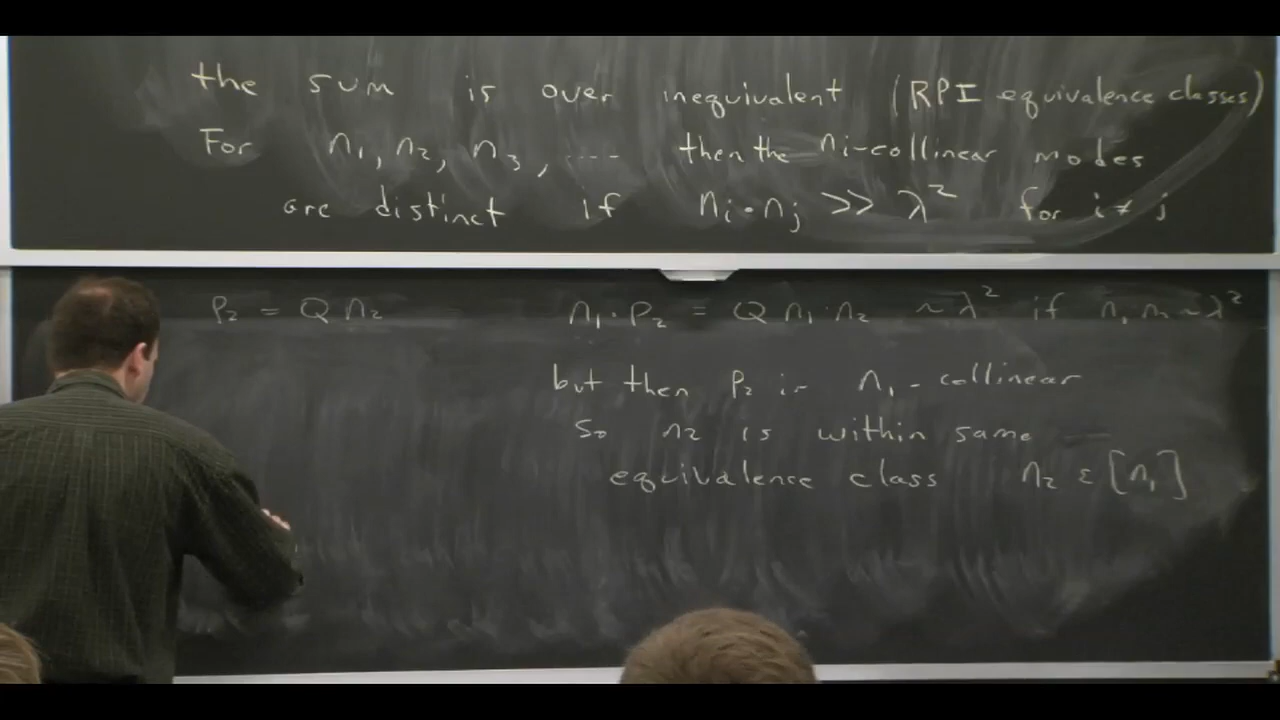 the sum is over inequivalent (RPI equivalence classes)
For n₁, n₂, n₃, .... then the nᵢ-collinear modes
are distinct if nᵢ·nⱼ >> λ² for i ≠ j
P₂ = Q n₂
n₁·P₂ = Q n₁·n₂ ~ λ² if n₁ n₂ ~ λ²
but then P₂ is n₁-collinear
So n₂ is within same
equivalence class n₂ ε [n₁]